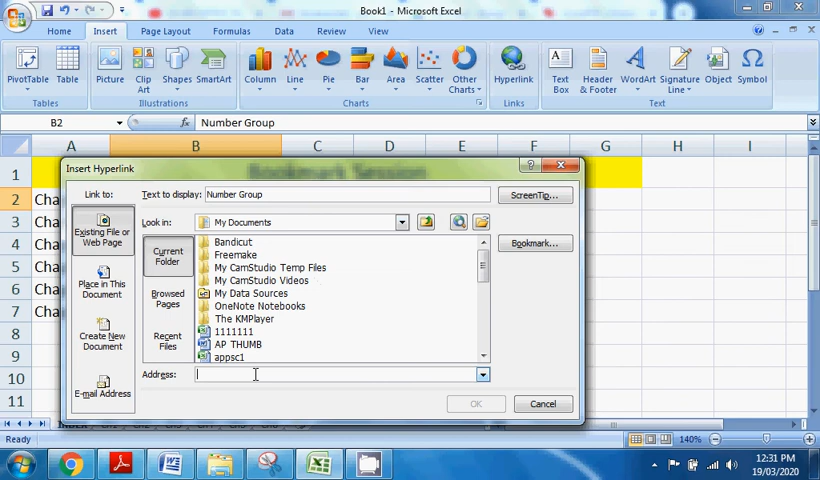 Book1 - Microsoft Excel
Home Insert Page Layout Formulas Data Review View
PivotTable Table Picture Clip Art Shapes SmartArt Column Line Pie Bar Area Scatter Other Charts Hyperlink Text Box Header & Footer WordArt Signature Line Object Symbol
Tables Illustrations Charts Links Text
B2 fx Number Group
A B C D E F G H I
1 Bookmark Session
Insert Hyperlink
Link to: Text to display: Number Group ScreenTip...
2
Existing File or Web Page
Look in: My Documents
3
Current Folder
Bandicut
Bookmark...
Freemake
4
My CamStudio Temp Files
5
Place in This Document
My CamStudio Videos
Browsed Pages
My Data Sources
6
OneNote Notebooks
7
The KMPlayer
Create New Document
Recent Files
1111111
8
AP THUMB
9
appsc1
10
E-mail Address
Address:
11
OK Cancel
Ready 140%
12:31 PM
19/03/2020